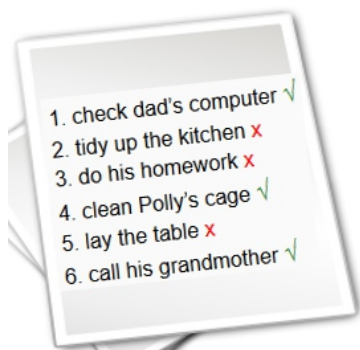 1. check dad's computer √
2. tidy up the kitchen x
3. do his homework x
4. clean Polly's cage √
5. lay the table x
6. call his grandmother √